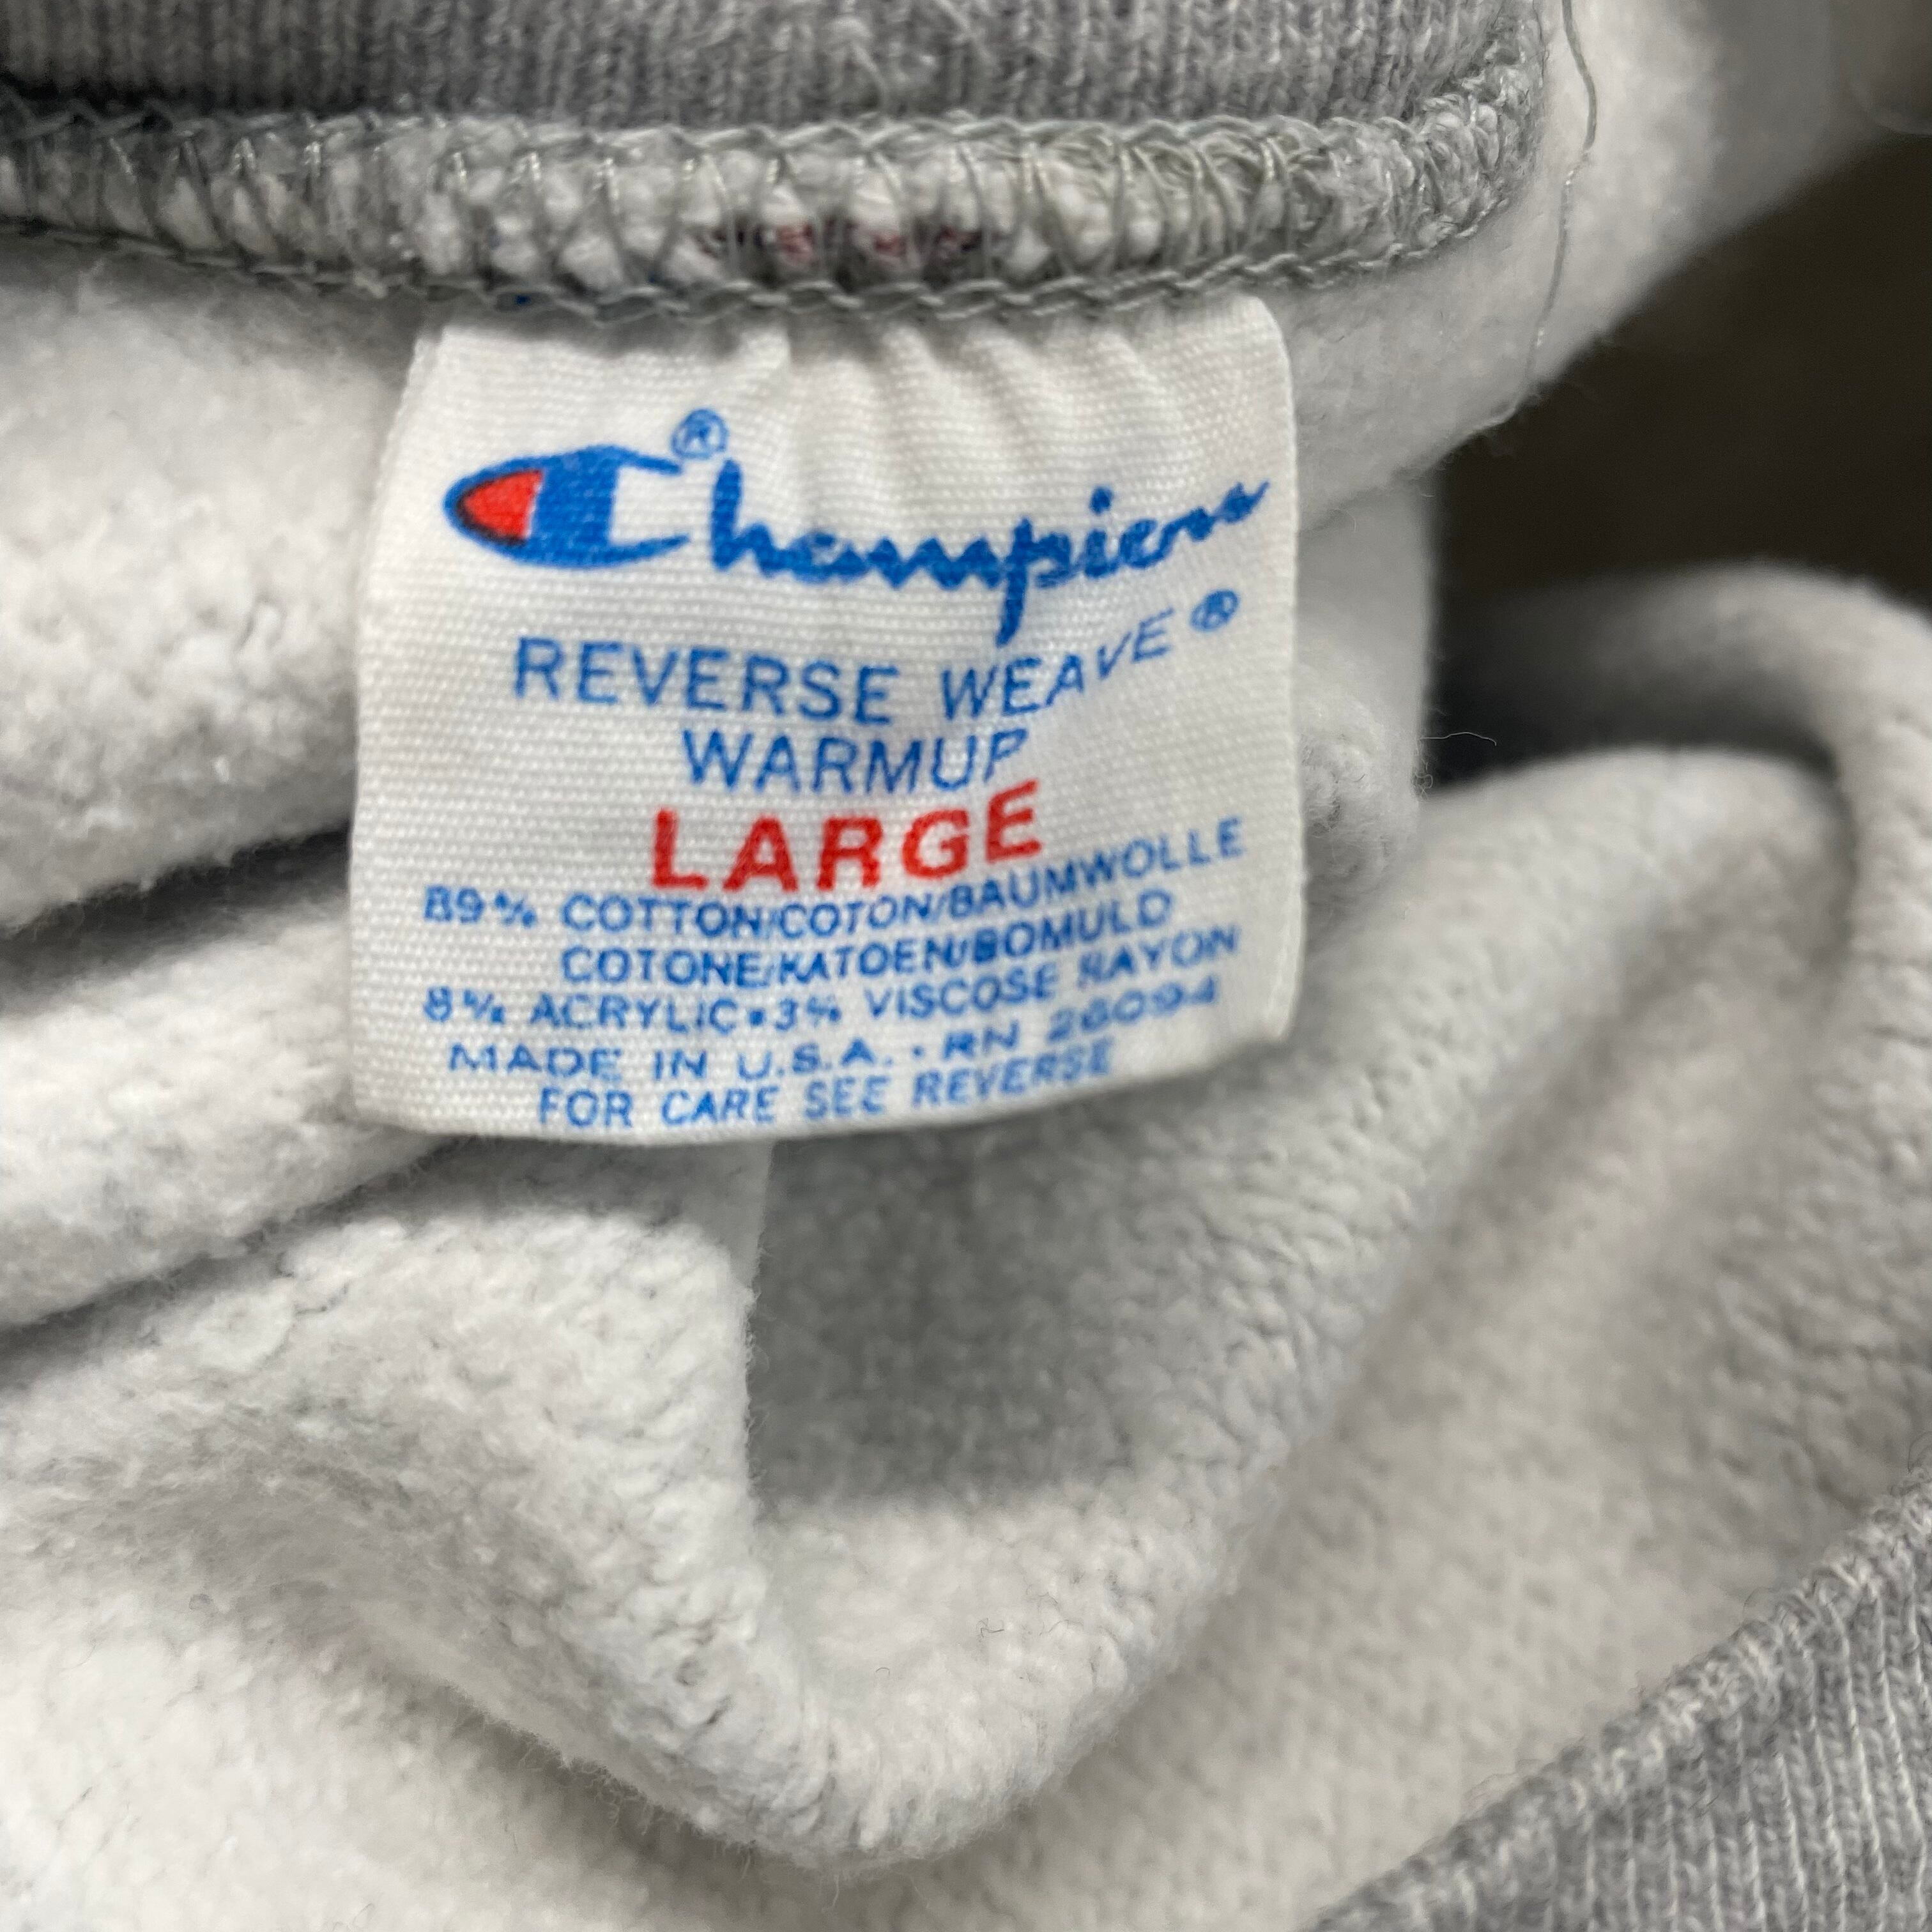 Champion®
REVERSE WEAVE®
WARMUP
LARGE
89% COTTON/COTON/BAUMWOLLE
COTONE/KATOEN/BOMULD
8% ACRYLIC•3% VISCOSE RAYON
MADE IN U.S.A. • RN 26094
FOR CARE SEE REVERSE